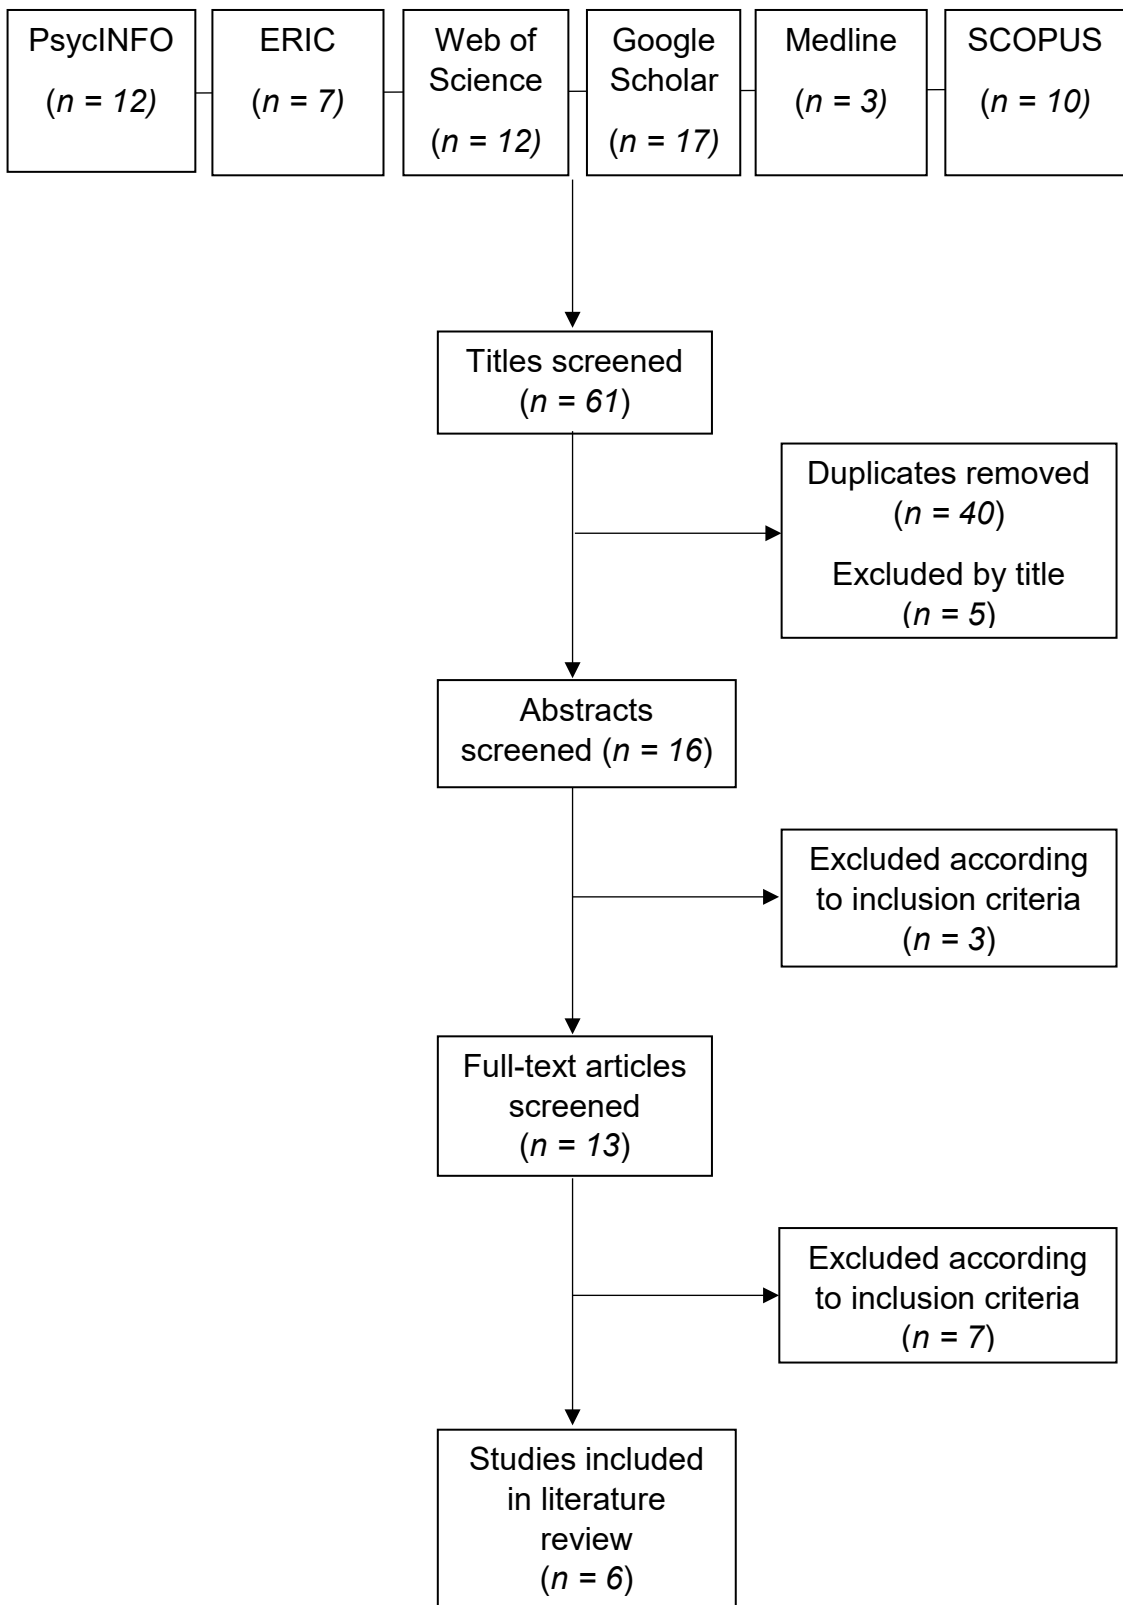 PsycINFO
(n = 12)
ERIC
(n = 7)
Web of
Science
(n = 12)
Google
Scholar
(n = 17)
Medline
(n = 3)
SCOPUS
(n = 10)
Titles screened
(n = 61)
Duplicates removed
(n = 40)
Excluded by title
(n = 5)
Abstracts
screened (n = 16)
Excluded according
to inclusion criteria
(n = 3)
Full-text articles
screened
(n = 13)
Excluded according
to inclusion criteria
(n = 7)
Studies included
in literature
review
(n = 6)